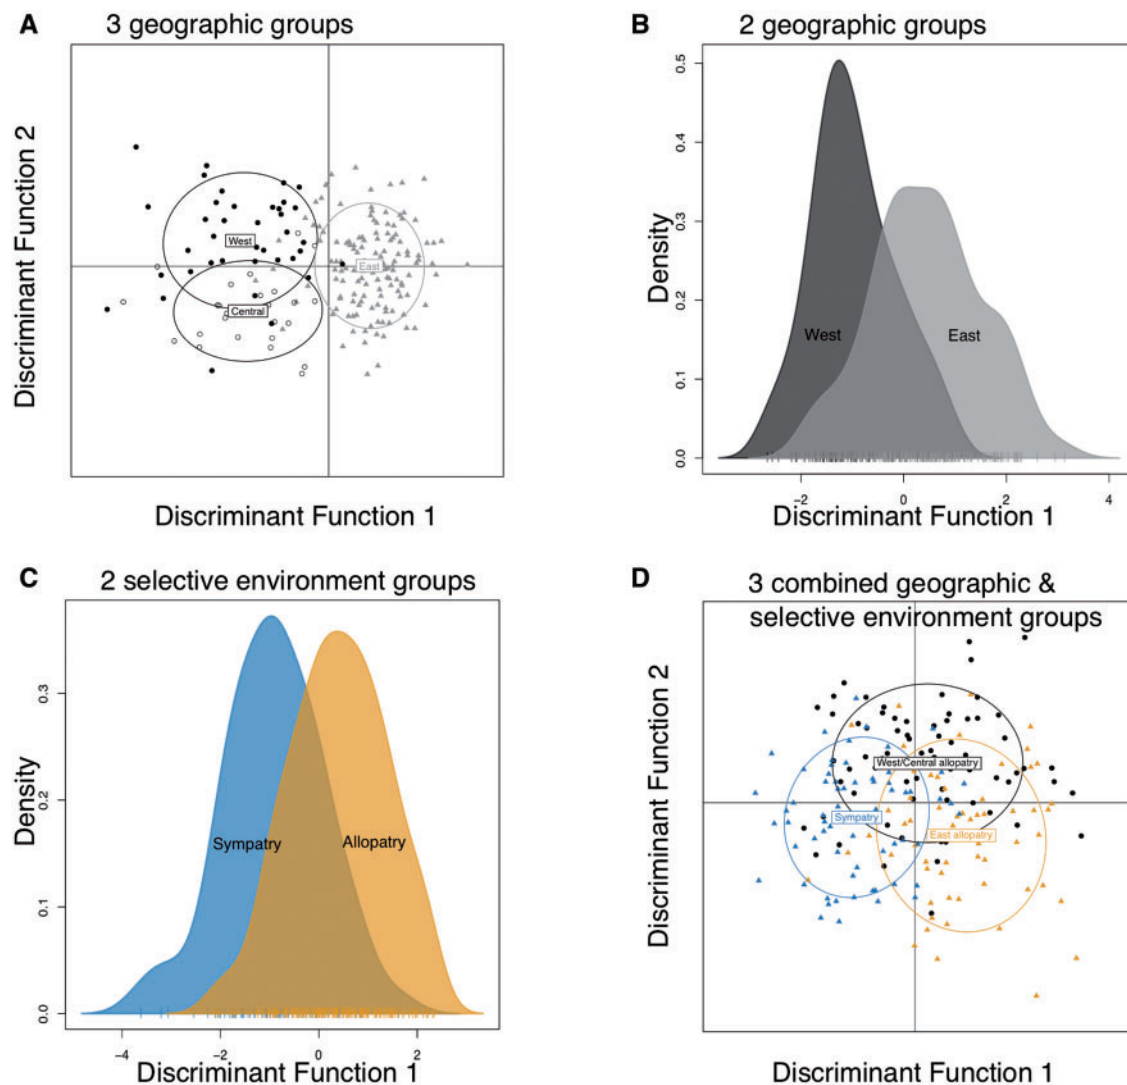 A
3 geographic groups
Discriminant Function 2
West
Central
East
Discriminant Function 1
B
2 geographic groups
Density
0.5
0.4
0.3
0.2
0.1
0.0
West
East
−2
0
2
4
Discriminant Function 1
C
2 selective environment groups
Density
0.3
0.2
0.1
0.0
Sympatry
Allopatry
−4
−2
0
2
Discriminant Function 1
D
3 combined geographic &
selective environment groups
Discriminant Function 2
West/Central allopatry
Sympatry
East allopatry
Discriminant Function 1